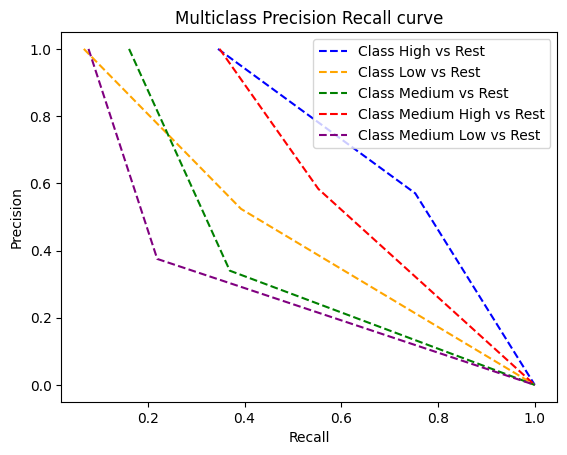 Multiclass Precision Recall curve
Class High vs Rest
Class Low vs Rest
Class Medium vs Rest
Class Medium High vs Rest
Class Medium Low vs Rest
Precision
1.0
0.8
0.6
0.4
0.2
0.0
0.2 0.4 0.6 0.8 1.0
Recall